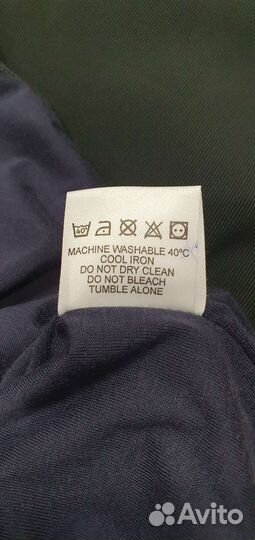 40°
MACHINE WASHABLE 40°C
COOL IRON
DO NOT DRY CLEAN
DO NOT BLEACH
TUMBLE ALONE
Avito